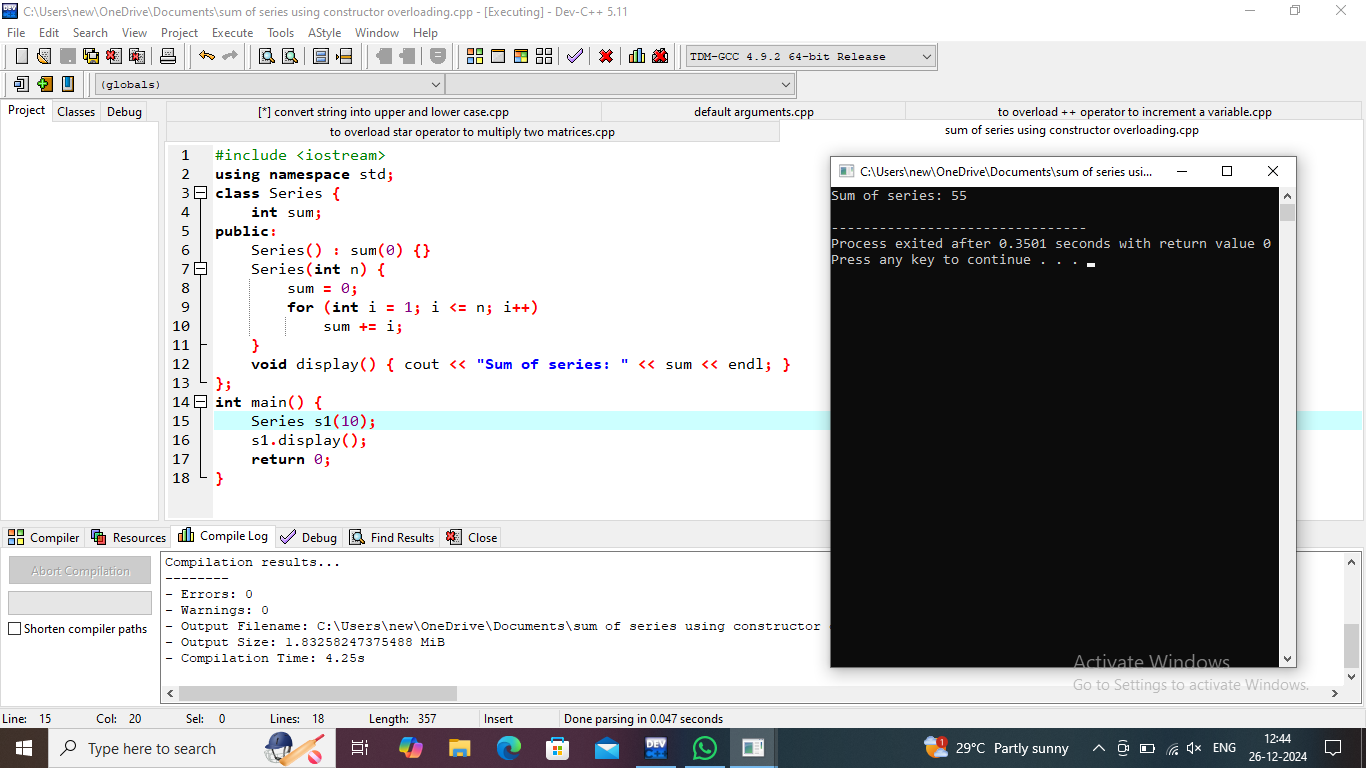 C:\Users\new\OneDrive\Documents\sum of series using constructor overloading.cpp - [Executing] - Dev-C++ 5.11
File Edit Search View Project Execute Tools AStyle Window Help
TDM-GCC 4.9.2 64-bit Release
(globals)
Project Classes Debug
[*] convert string into upper and lower case.cpp default arguments.cpp to overload ++ operator to increment a variable.cpp
to overload star operator to multiply two matrices.cpp sum of series using constructor overloading.cpp
1 #include <iostream>
2 using namespace std;
3 class Series {
4 int sum;
5 public:
6 Series() : sum(0) {}
7 Series(int n) {
8 sum = 0;
9 for (int i = 1; i <= n; i++)
10 sum += i;
11 }
12 void display() { cout << "Sum of series: " << sum << endl; }
13 };
14 int main() {
15 Series s1(10);
16 s1.display();
17 return 0;
18 }
C:\Users\new\OneDrive\Documents\sum of series usi...
Sum of series: 55
--------------------------------
Process exited after 0.3501 seconds with return value 0
Press any key to continue . . .
Compiler Resources Compile Log Debug Find Results Close
Abort Compilation
Shorten compiler paths
Compilation results...
--------
- Errors: 0
- Warnings: 0
- Output Filename: C:\Users\new\OneDrive\Documents\sum of series using constructor
- Output Size: 1.83258247375488 MiB
- Compilation Time: 4.25s
Activate Windows
Go to Settings to activate Windows.
Line: 15 Col: 20 Sel: 0 Lines: 18 Length: 357 Insert Done parsing in 0.047 seconds
Type here to search
DEV
1
29°C Partly sunny
ENG
12:44
26-12-2024